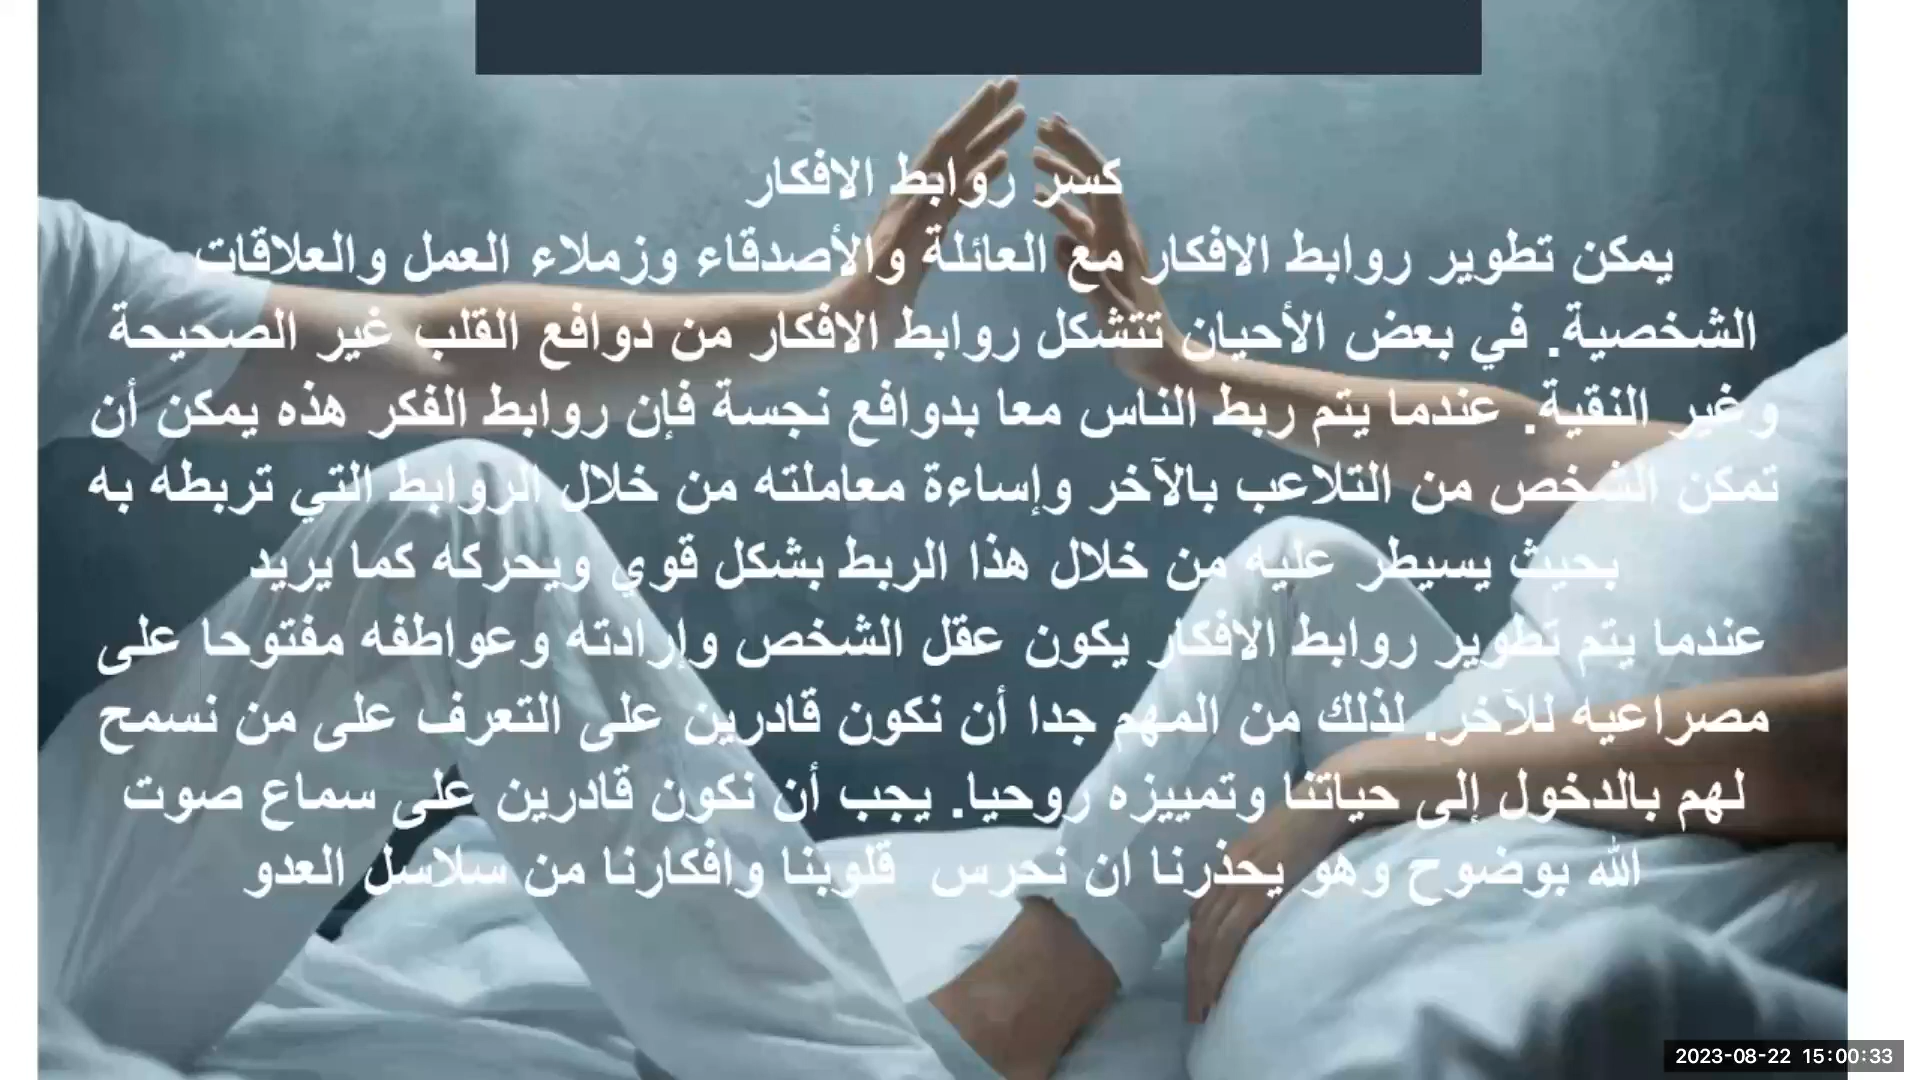 كسر روابط الافكار
يمكن تطوير روابط الافكار مع العائلة والأصدقاء وزملاء العمل والعلاقات
الشخصية. في بعض الأحيان تتشكل روابط الافكار من دوافع القلب غير الصحيحة
وغير النقية. عندما يتم ربط الناس معا بدوافع نجسة فإن روابط الفكر هذه يمكن أن
تمكن الشخص من التلاعب بالآخر وإساءة معاملته من خلال الروابط التي تربطه به
بحيث يسيطر عليه من خلال هذا الربط بشكل قوي ويحركه كما يريد
عندما يتم تطوير روابط الافكار يكون عقل الشخص وإرادته وعواطفه مفتوحا على
مصراعيه للآخر. لذلك من المهم جدا أن نكون قادرين على التعرف على من نسمح
لهم بالدخول إلى حياتنا وتمييزه روحيا. يجب أن نكون قادرين على سماع صوت
الله بوضوح وهو يحذرنا ان نحرس قلوبنا وافكارنا من سلاسل العدو
2023-08-22 15:00:33